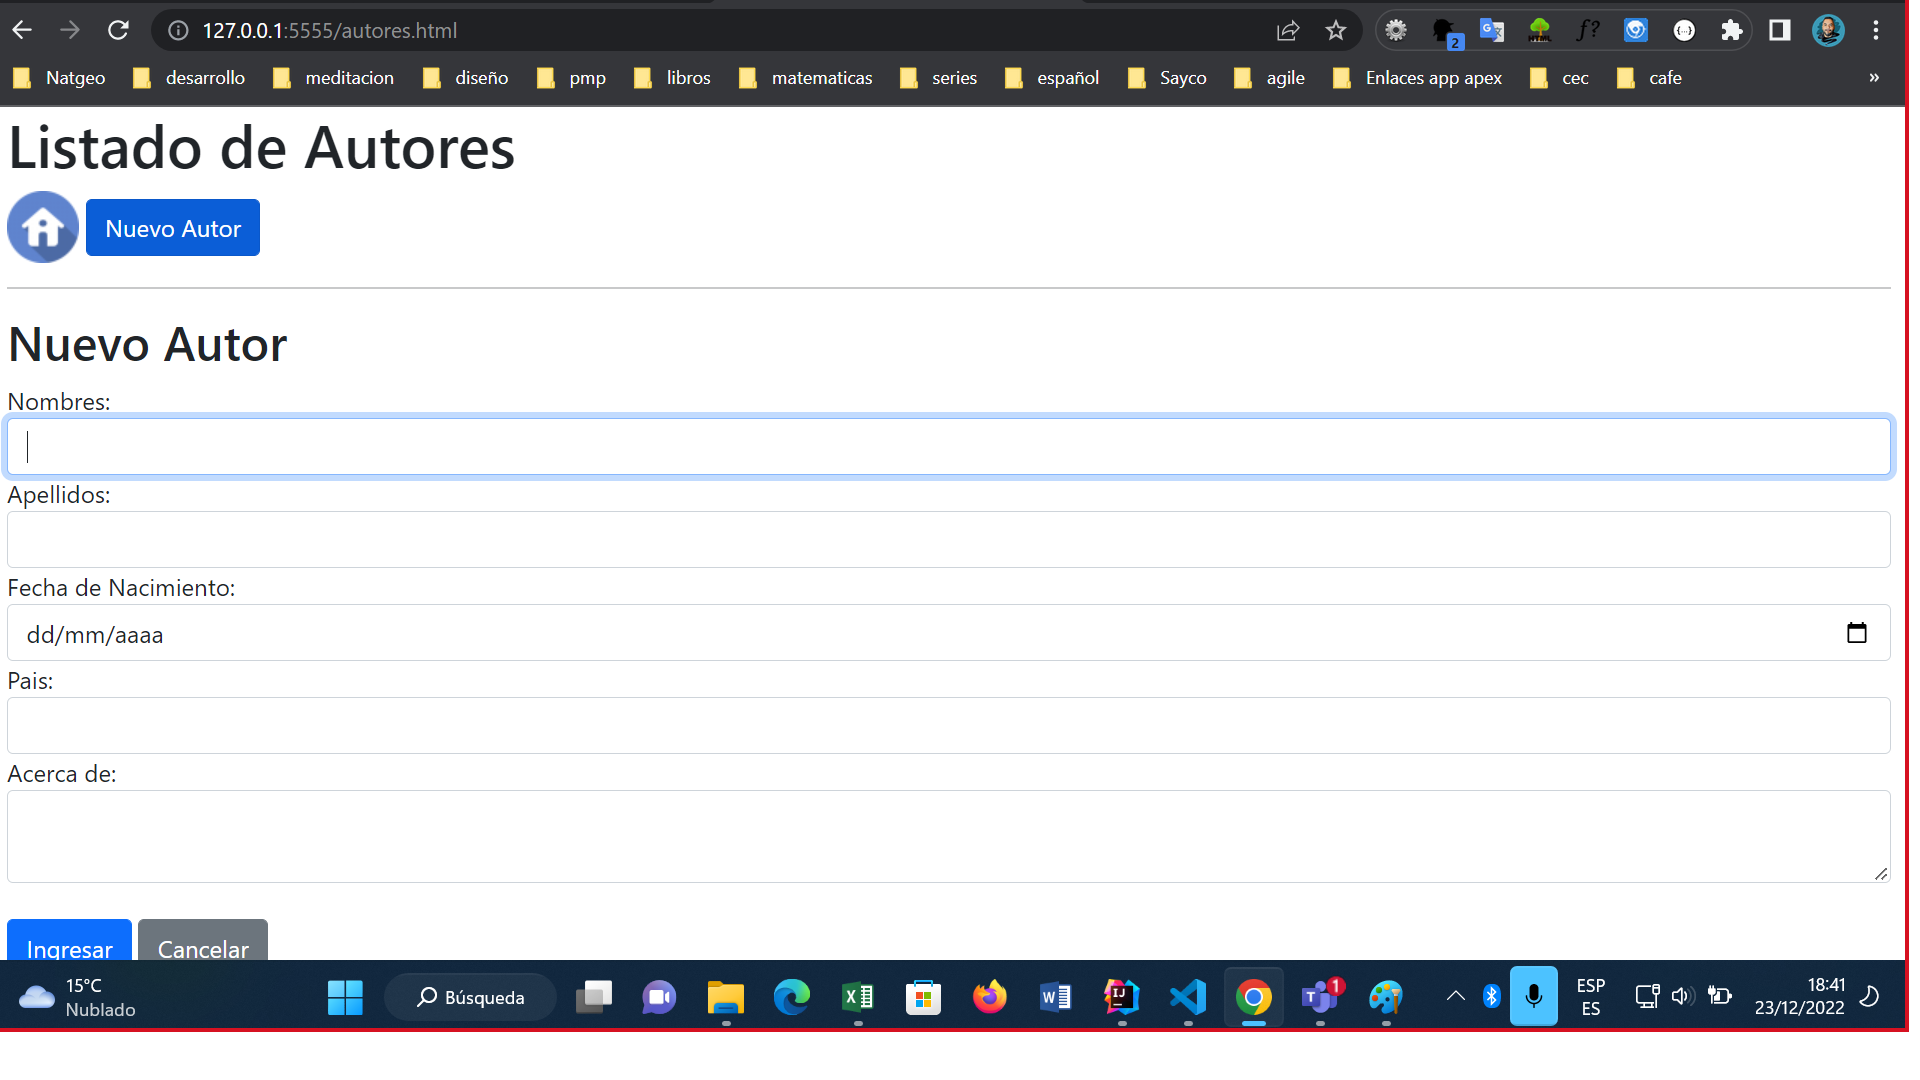 127.0.0.1:5555/autores.html
2
Natgeo desarrollo meditacion diseño pmp libros matematicas series español Sayco agile Enlaces app apex cec cafe »
Listado de Autores
Nuevo Autor
Nuevo Autor
Nombres:
Apellidos:
Fecha de Nacimiento:
dd/mm/aaaa
Pais:
Acerca de:
Ingresar Cancelar
15°C
Nublado
Búsqueda
1
ESP
ES
18:41
23/12/2022